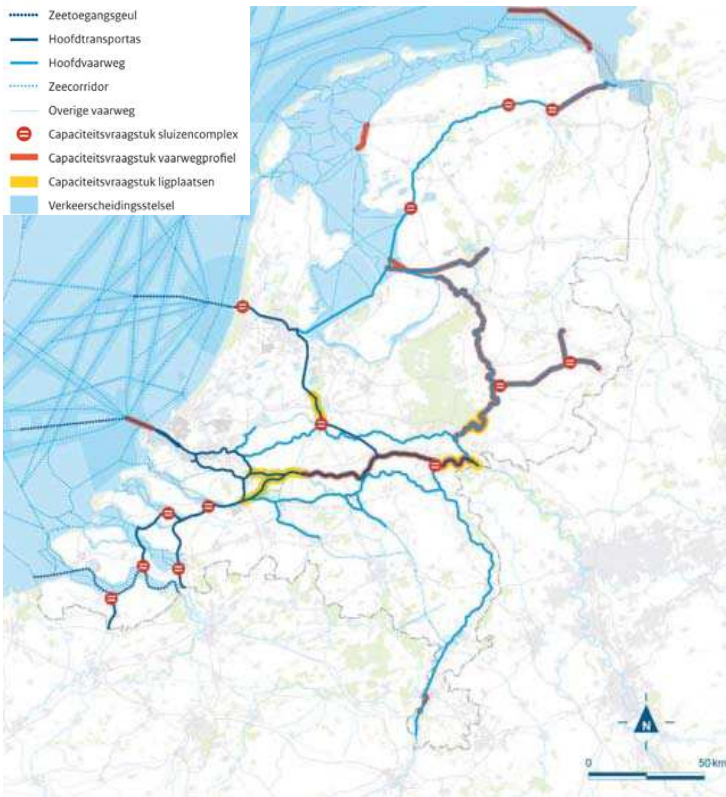 Zeetoegangsgeul
Hoofdtransportas
Hoofdvaarweg
Zeecorridor
Overige vaarweg
Capaciteitsvraagstuk sluizencomplex
Capaciteitsvraagstuk vaarwegprofiel
Capaciteitsvraagstuk ligplaatsen
Verkeerscheidingsstelsel
N
0 50 km